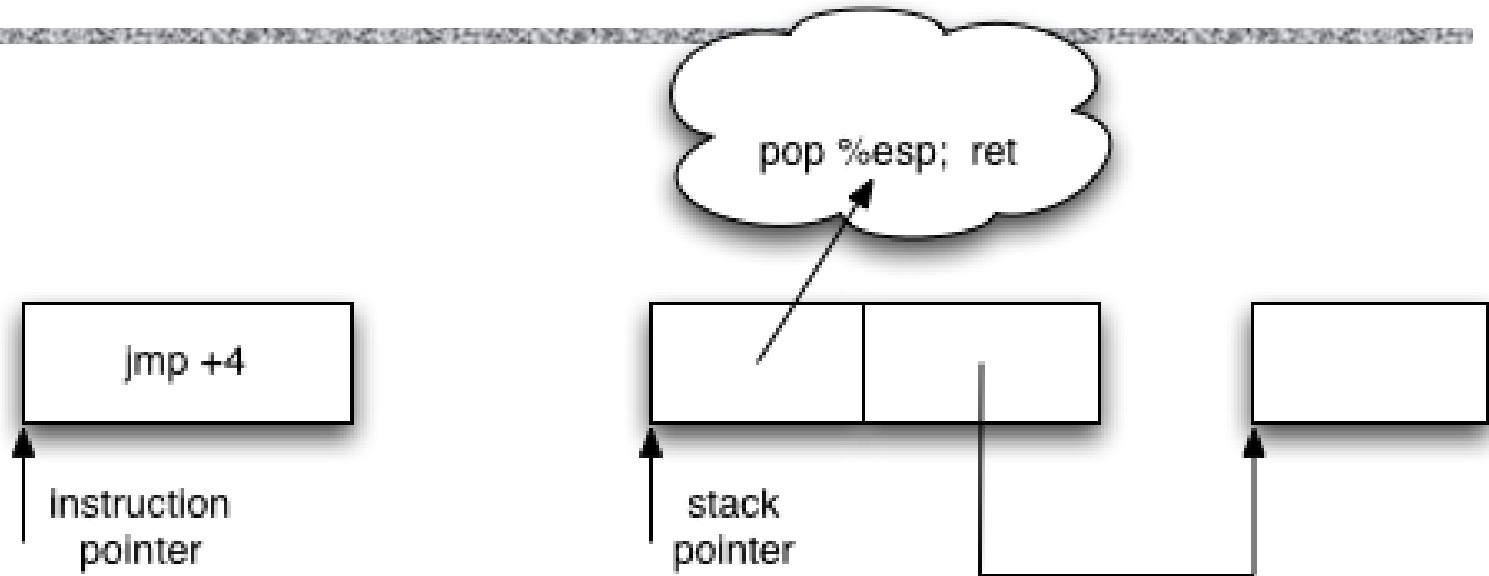 pop %esp; ret
jmp +4
instruction
pointer
stack
pointer